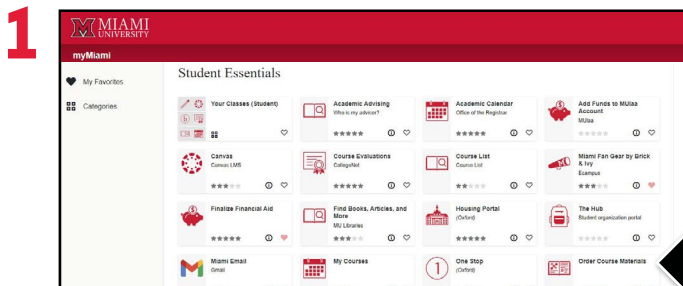 1
MIAMI
UNIVERSITY
myMiami
My Favorites
Categories
Student Essentials
Your Classes (Student)
Academic Advising
Who is my advisor?
Academic Calendar
Office of the Registrar
Add Funds to MUlaa
Account
MUlaa
Canvas
Canvas LMS
Course Evaluations
CollegeNet
Course List
Course List
Miami Fan Gear by Brick
& Ivy
Ecampus
Finalize Financial Aid
Find Books, Articles, and
More
MU Libraries
Housing Portal
(Oxford)
The Hub
Student organization portal
Miami Email
Gmail
My Courses
1
One Stop
(Oxford)
Order Course Materials